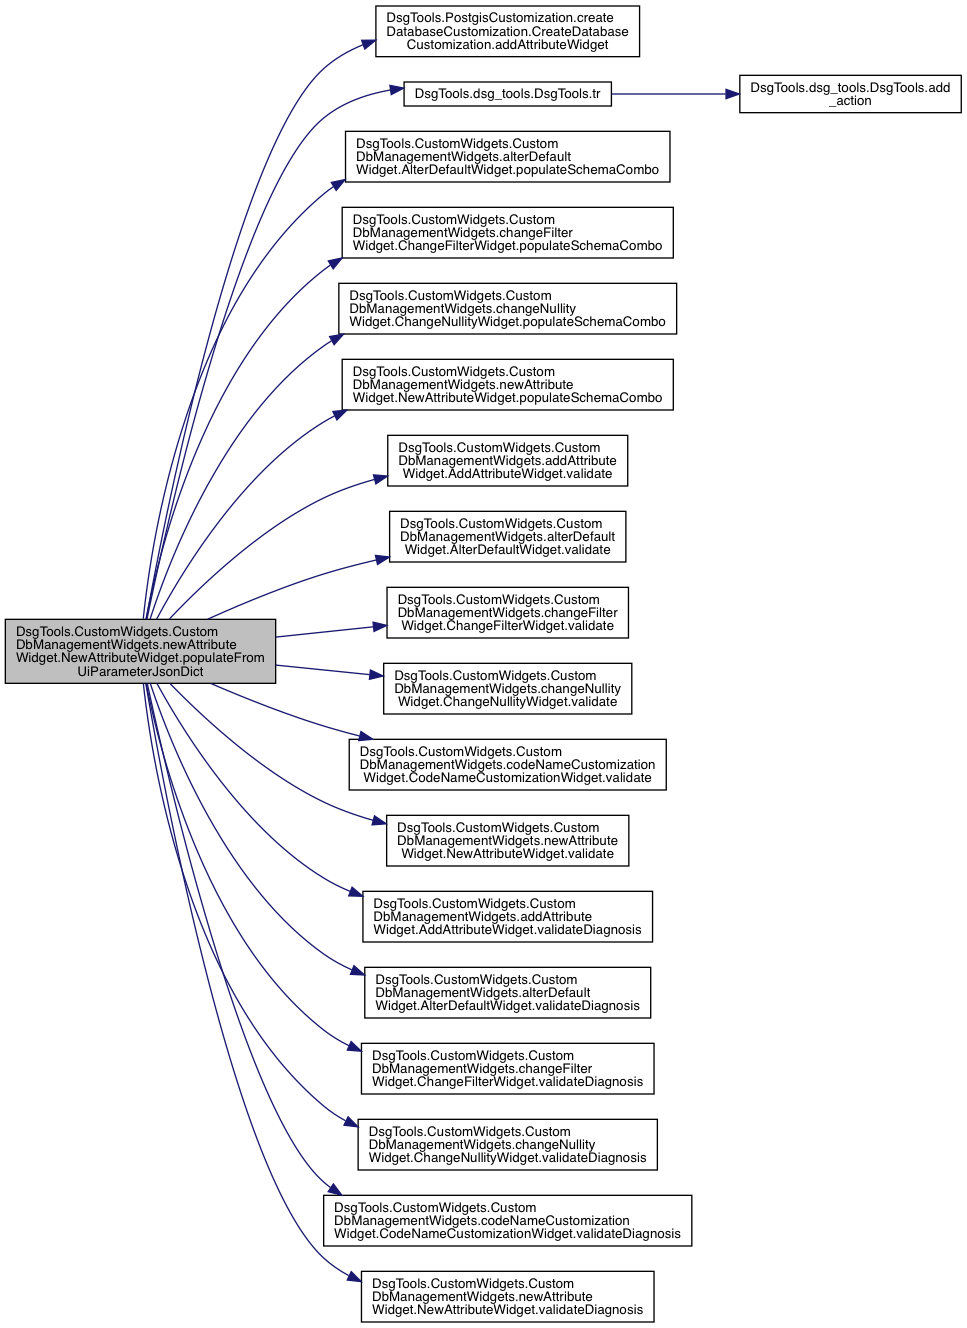 DsgTools.PostgisCustomization.create
DatabaseCustomization.CreateDatabase
Customization.addAttributeWidget
DsgTools.dsg_tools.DsgTools.tr
DsgTools.dsg_tools.DsgTools.add
_action
DsgTools.CustomWidgets.Custom
DbManagementWidgets.alterDefault
Widget.AlterDefaultWidget.populateSchemaCombo
DsgTools.CustomWidgets.Custom
DbManagementWidgets.changeFilter
Widget.ChangeFilterWidget.populateSchemaCombo
DsgTools.CustomWidgets.Custom
DbManagementWidgets.changeNullity
Widget.ChangeNullityWidget.populateSchemaCombo
DsgTools.CustomWidgets.Custom
DbManagementWidgets.newAttribute
Widget.NewAttributeWidget.populateSchemaCombo
DsgTools.CustomWidgets.Custom
DbManagementWidgets.addAttribute
Widget.AddAttributeWidget.validate
DsgTools.CustomWidgets.Custom
DbManagementWidgets.alterDefault
Widget.AlterDefaultWidget.validate
DsgTools.CustomWidgets.Custom
DbManagementWidgets.changeFilter
Widget.ChangeFilterWidget.validate
DsgTools.CustomWidgets.Custom
DbManagementWidgets.newAttribute
Widget.NewAttributeWidget.populateFrom
UiParameterJsonDict
DsgTools.CustomWidgets.Custom
DbManagementWidgets.changeNullity
Widget.ChangeNullityWidget.validate
DsgTools.CustomWidgets.Custom
DbManagementWidgets.codeNameCustomization
Widget.CodeNameCustomizationWidget.validate
DsgTools.CustomWidgets.Custom
DbManagementWidgets.newAttribute
Widget.NewAttributeWidget.validate
DsgTools.CustomWidgets.Custom
DbManagementWidgets.addAttribute
Widget.AddAttributeWidget.validateDiagnosis
DsgTools.CustomWidgets.Custom
DbManagementWidgets.alterDefault
Widget.AlterDefaultWidget.validateDiagnosis
DsgTools.CustomWidgets.Custom
DbManagementWidgets.changeFilter
Widget.ChangeFilterWidget.validateDiagnosis
DsgTools.CustomWidgets.Custom
DbManagementWidgets.changeNullity
Widget.ChangeNullityWidget.validateDiagnosis
DsgTools.CustomWidgets.Custom
DbManagementWidgets.codeNameCustomization
Widget.CodeNameCustomizationWidget.validateDiagnosis
DsgTools.CustomWidgets.Custom
DbManagementWidgets.newAttribute
Widget.NewAttributeWidget.validateDiagnosis